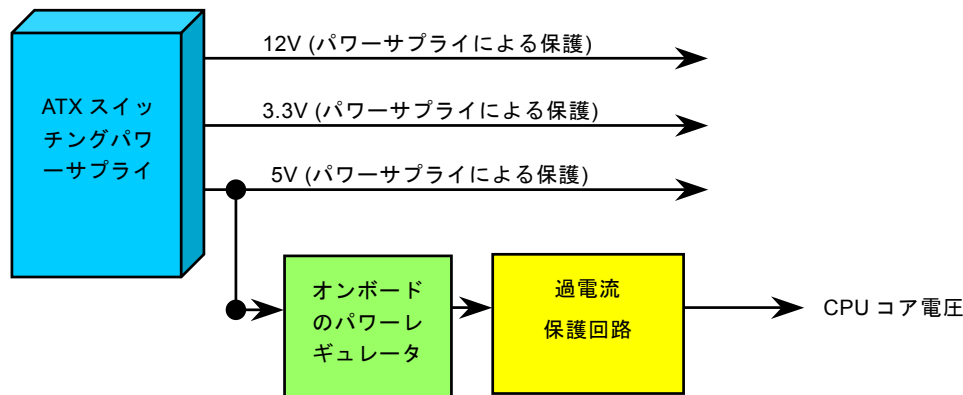 12V (パワーサプライによる保護)
ATX スイッ
チングパワ
ーサプライ
3.3V (パワーサプライによる保護)
5V (パワーサプライによる保護)
オンボード
のパワーレ
ギュレータ
過電流
保護回路
CPU コア電圧